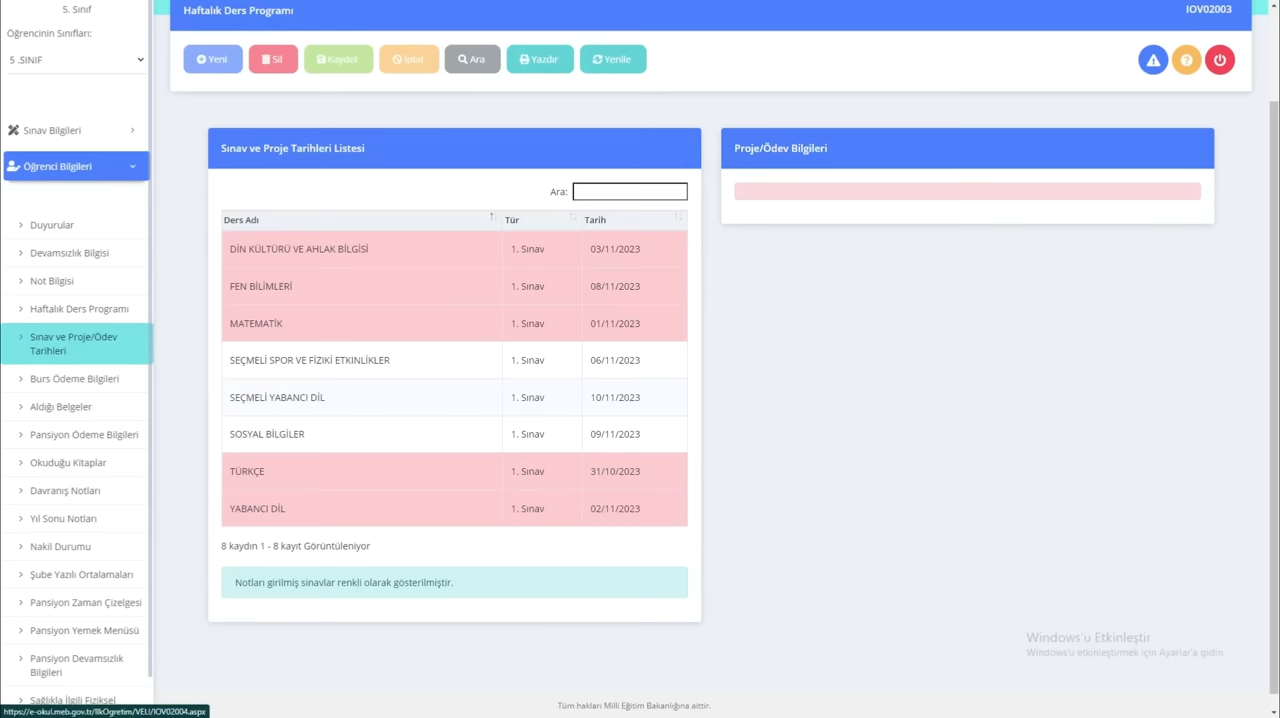 5. Sınıf
Öğrencinin Sınıfları:
5 .SINIF
Sınav Bilgileri
Öğrenci Bilgileri
Duyurular
Devamsızlık Bilgisi
Not Bilgisi
Haftalık Ders Programı
Sınav ve Proje/Ödev
Tarihleri
Burs Ödeme Bilgileri
Aldığı Belgeler
Pansiyon Ödeme Bilgileri
Okuduğu Kitaplar
Davranış Notları
Yıl Sonu Notları
Nakil Durumu
Şube Yazılı Ortalamaları
Pansiyon Zaman Çizelgesi
Pansiyon Yemek Menüsü
Pansiyon Devamsızlık
Bilgileri
Sağlıkla İlgili Fiziksel
https://e-okul.meb.gov.tr/IlkOgretim/VELI/IOV02004.aspx
Haftalık Ders Programı IOV02003
Yeni Sil Kaydet İptal Ara Yazdır Yenile
Sınav ve Proje Tarihleri Listesi
Ara:
Ders Adı Tür Tarih
DİN KÜLTÜRÜ VE AHLAK BİLGİSİ 1. Sınav 03/11/2023
FEN BİLİMLERİ 1. Sınav 08/11/2023
MATEMATİK 1. Sınav 01/11/2023
SEÇMELİ SPOR VE FİZIKI ETKINLİKLER 1. Sınav 06/11/2023
SEÇMELİ YABANCI DİL 1. Sınav 10/11/2023
SOSYAL BİLGİLER 1. Sınav 09/11/2023
TÜRKÇE 1. Sınav 31/10/2023
YABANCI DİL 1. Sınav 02/11/2023
8 kaydın 1 - 8 kayıt Görüntüleniyor
Notları girilmiş sınavlar renkli olarak gösterilmiştir.
Proje/Ödev Bilgileri
Windows'u Etkinleştir
Windows'u etkinleştirmek için Ayarlar'a gidin.
Tüm hakları Milli Eğitim Bakanlığına aittir.